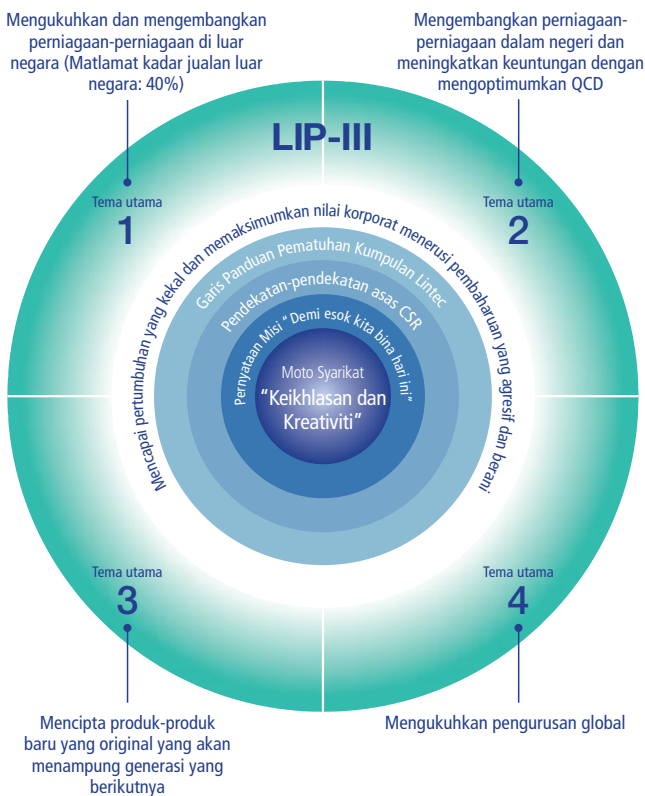 Mengukuhkan dan mengembangkan
perniagaan-perniagaan di luar
negara (Matlamat kadar jualan luar
negara: 40%)
Mengembangkan perniagaan-
perniagaan dalam negeri dan
meningkatkan keuntungan dengan
mengoptimumkan QCD
LIP-III
Tema utama
1
Tema utama
2
Mencapai pertumbuhan yang kekal dan memaksimumkan nilai korporat menerusi pembaharuan yang agresif dan berani
Garis Panduan Pematuhan Kumpulan Lintec
Pendekatan-pendekatan asas CSR
Pernyataan Misi “Demi esok kita bina hari ini”
Moto Syarikat
“Keikhlasan dan
Kreativiti”
Tema utama
3
Tema utama
4
Mencipta produk-produk
baru yang original yang akan
menampung generasi yang
berikutnya
Mengukuhkan pengurusan global